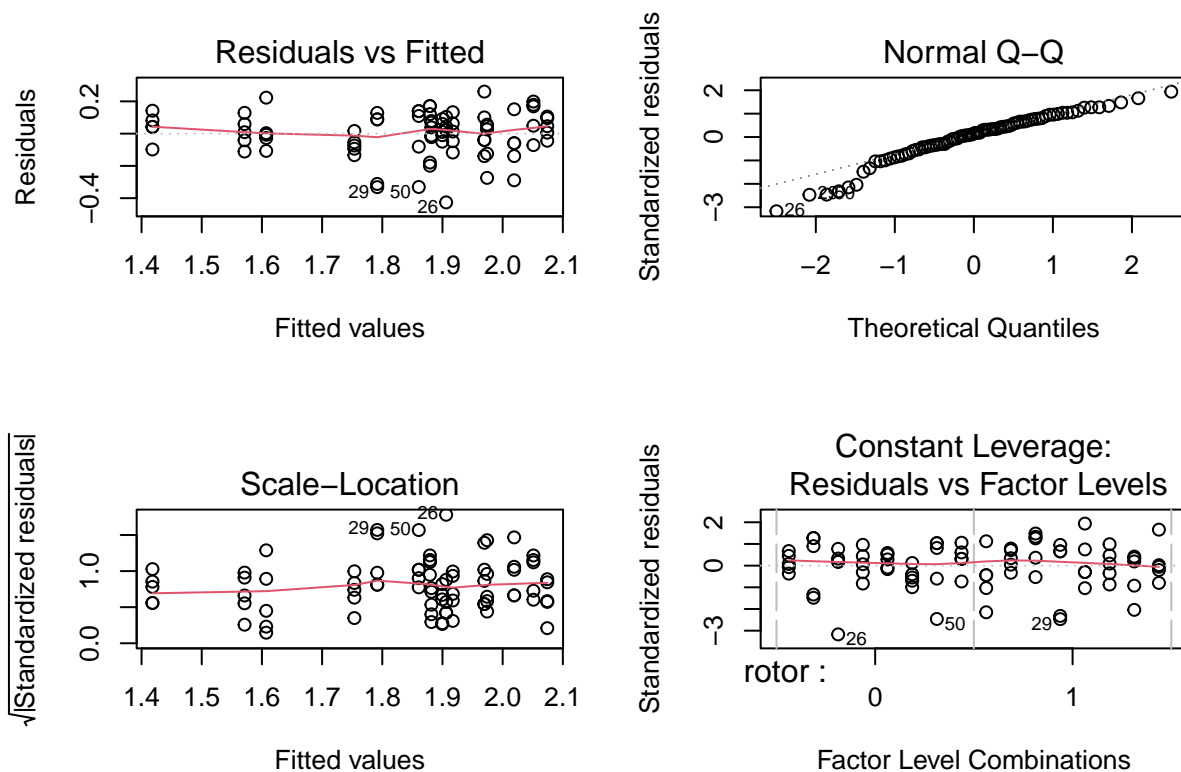 Residuals vs Fitted
Residuals
0.2
−0.4
29
50
26
1.4 1.5 1.6 1.7 1.8 1.9 2.0 2.1
Fitted values
Normal Q−Q
Standardized residuals
2
0
−3
26
−2 −1 0 1 2
Theoretical Quantiles
Scale−Location
√|Standardized residuals|
1.0
0.0
26
29
50
1.4 1.5 1.6 1.7 1.8 1.9 2.0 2.1
Fitted values
Constant Leverage:
Residuals vs Factor Levels
Standardized residuals
2
0
−3
26
50
29
rotor :
0 1
Factor Level Combinations